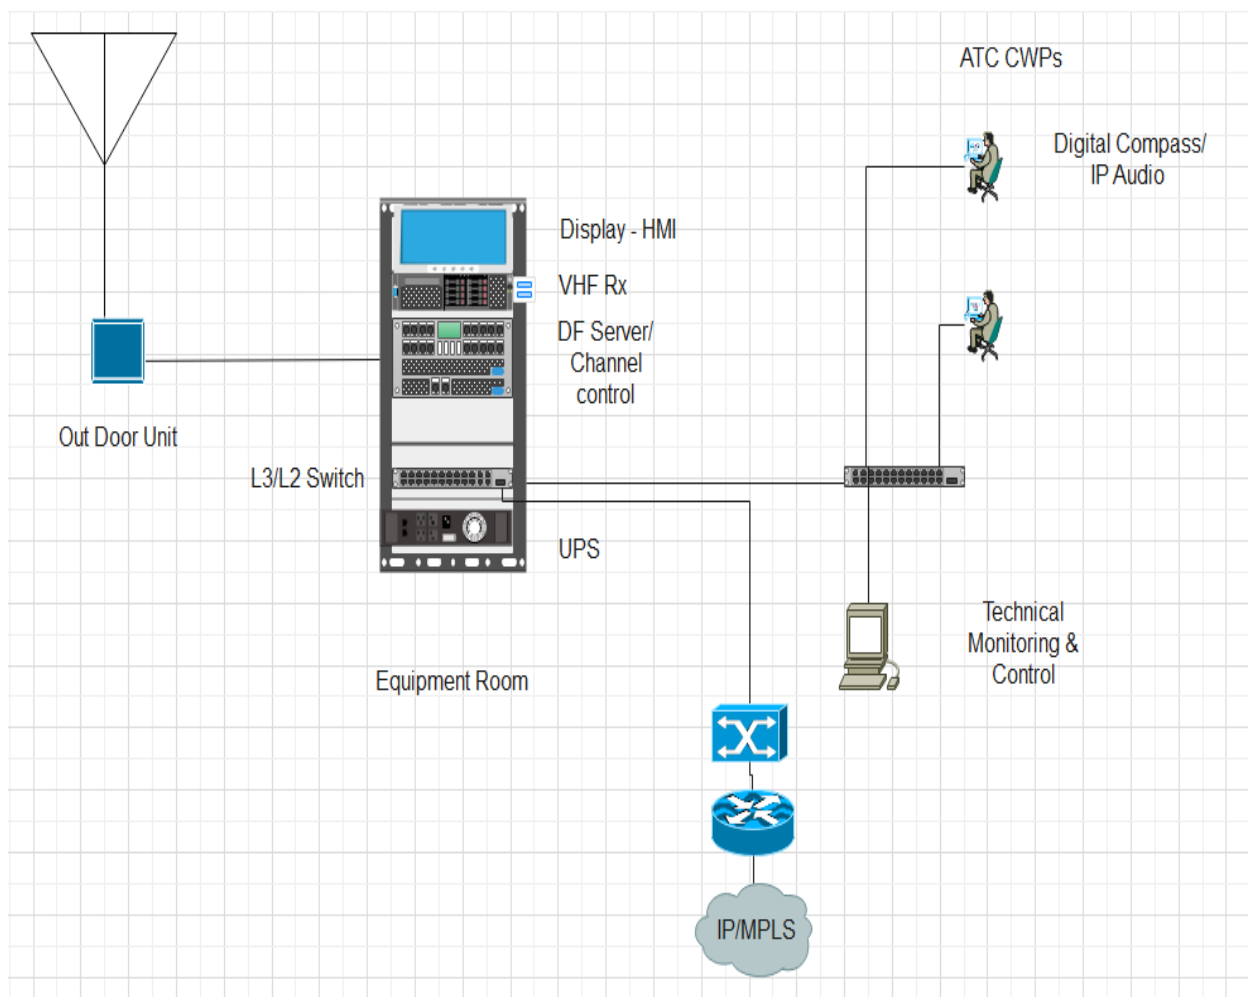 ATC CWPs
Digital Compass/
IP Audio
Display - HMI
VHF Rx
DF Server/
Channel
control
Out Door Unit
L3/L2 Switch
UPS
Technical
Monitoring &
Control
Equipment Room
IP/MPLS